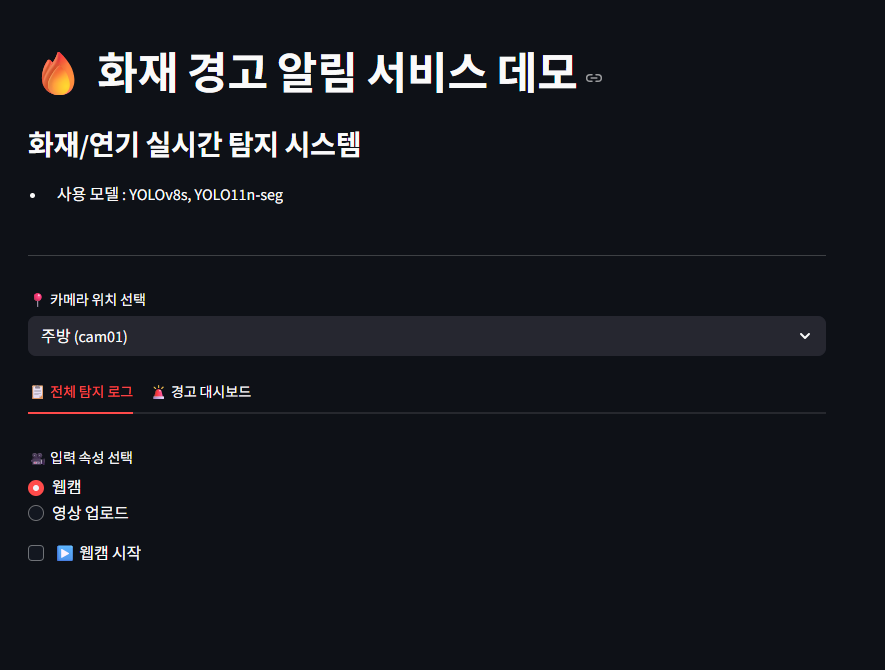 화재 경고 알림 서비스 데모
화재/연기 실시간 탐지 시스템
• 사용 모델 : YOLOv8s, YOLO11n-seg
카메라 위치 선택
주방 (cam01)
전체 탐지 로그 경고 대시보드
입력 속성 선택
웹캠
영상 업로드
웹캠 시작